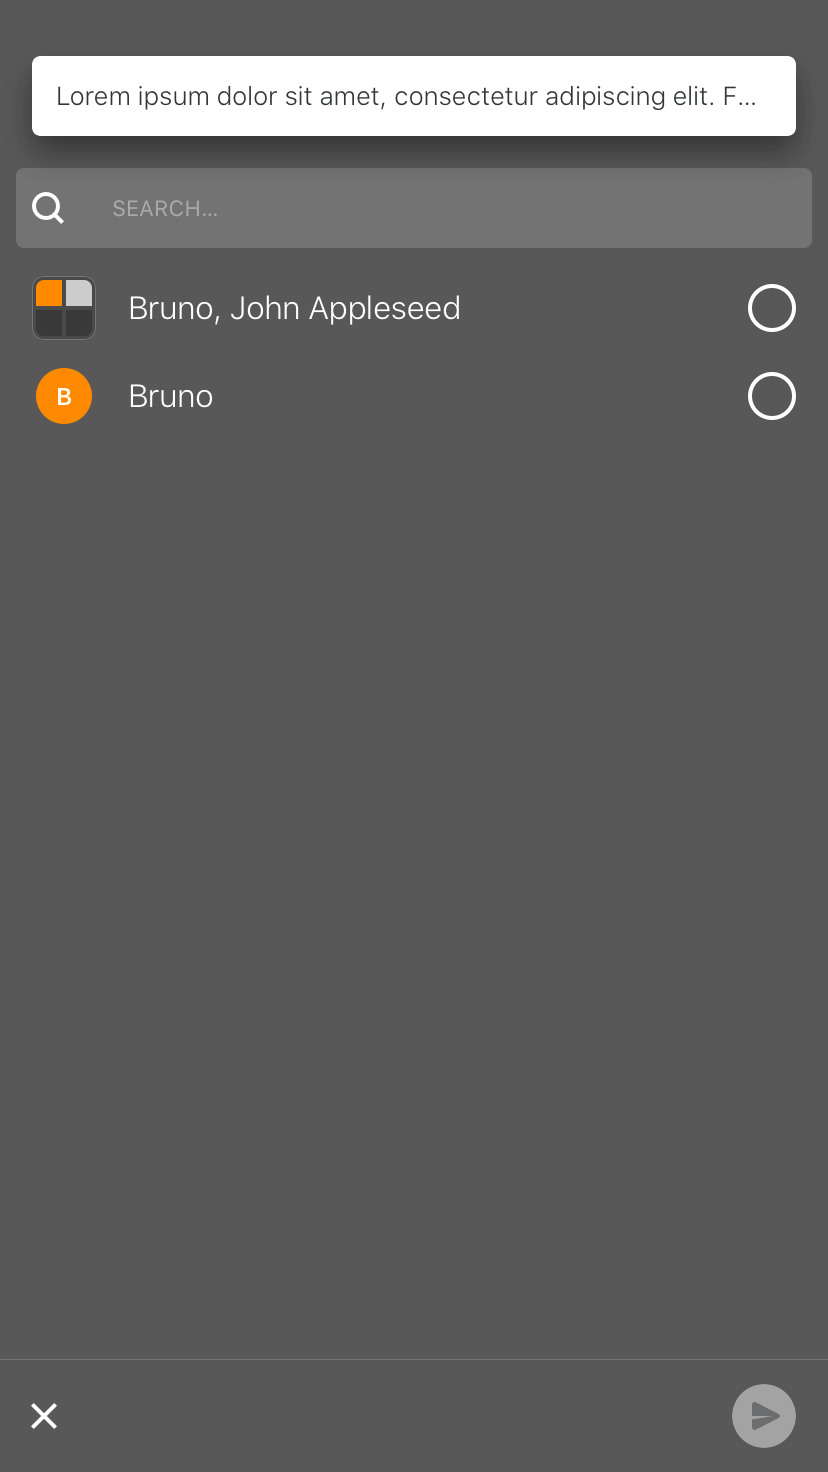 Lorem ipsum dolor sit amet, consectetur adipiscing elit. F...
SEARCH...
Bruno, John Appleseed
B
Bruno